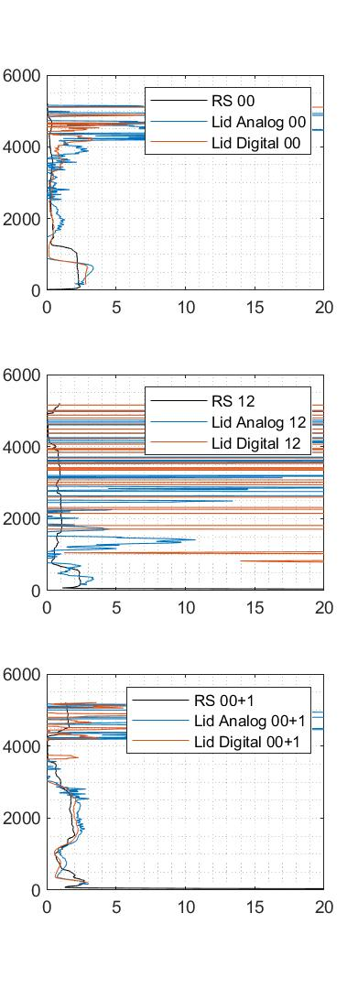 6000
RS 00
Lid Analog 00
Lid Digital 00
4000
2000
0
0 5 10 15 20
6000
RS 12
Lid Analog 12
Lid Digital 12
4000
2000
0
0 5 10 15 20
6000
RS 00+1
Lid Analog 00+1
Lid Digital 00+1
4000
2000
0
0 5 10 15 20